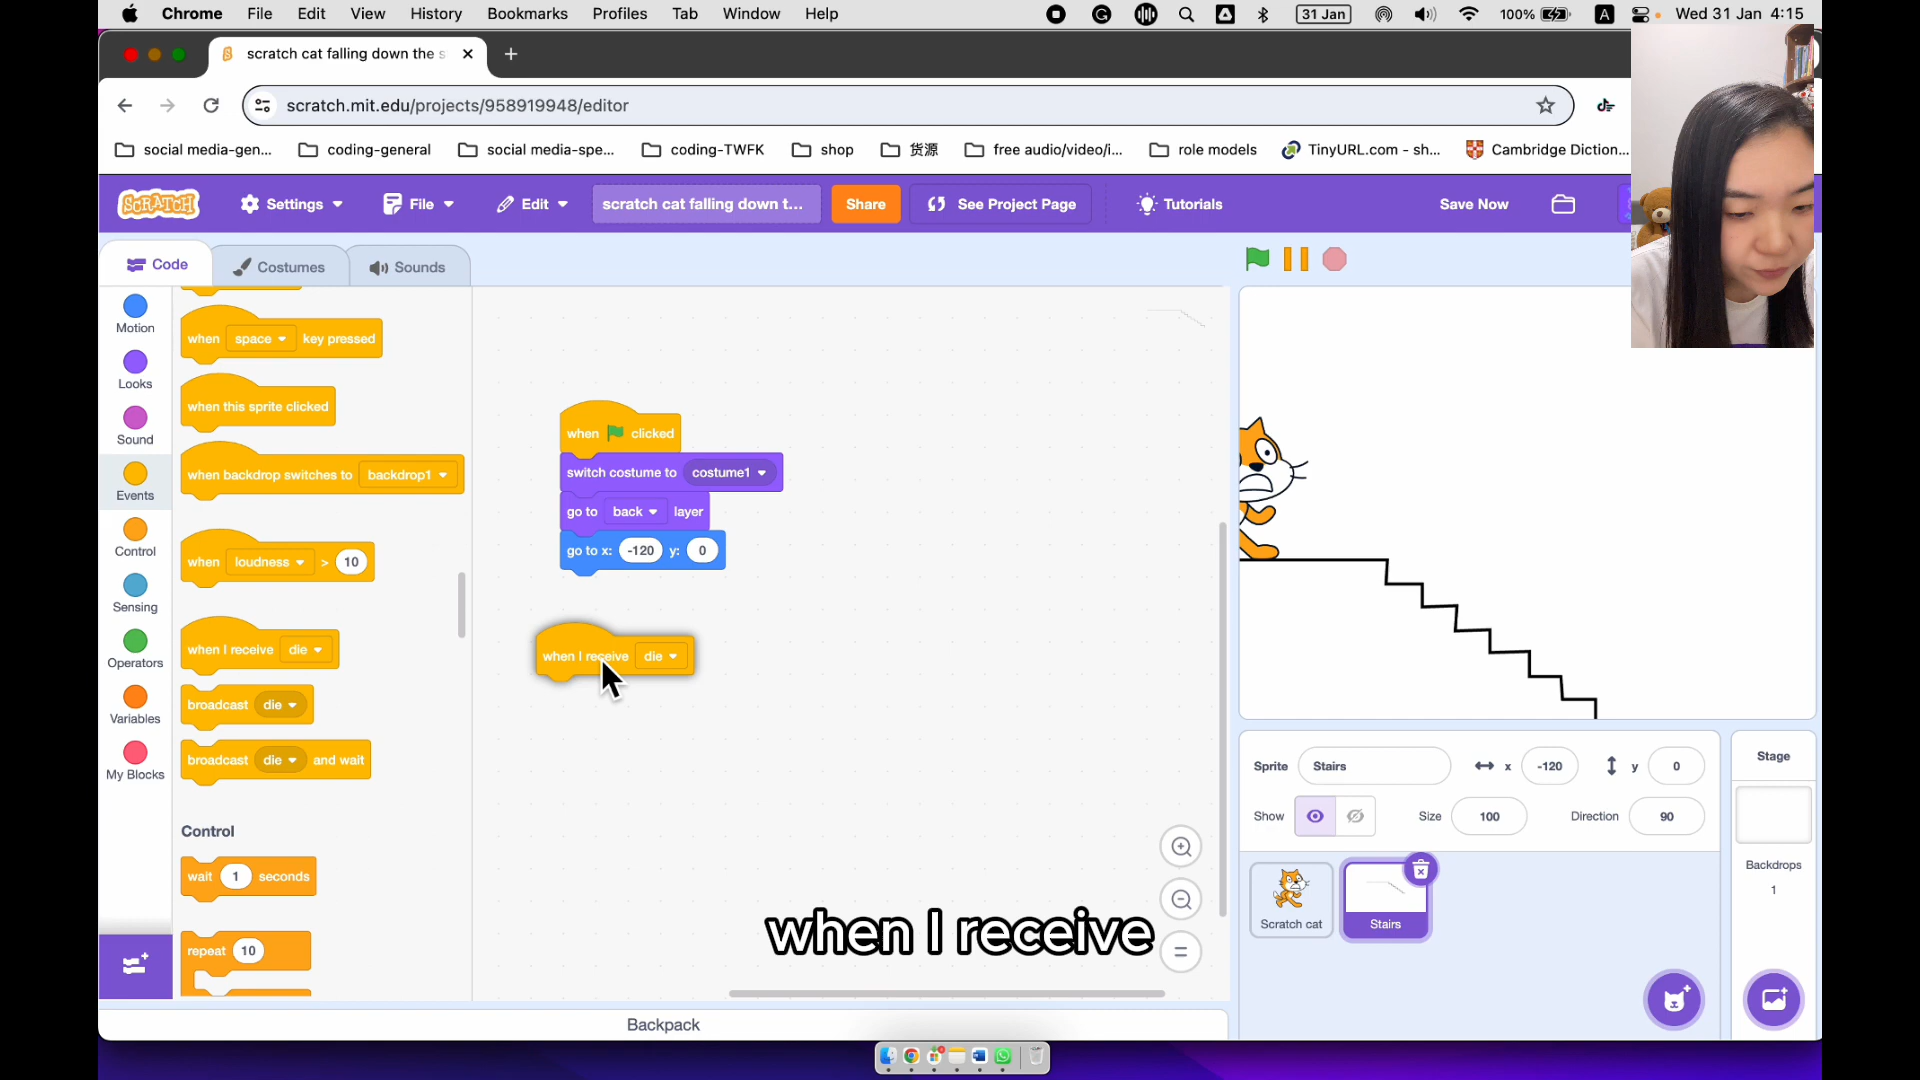 Chrome File Edit View History Bookmarks Profiles Tab Window Help 31 Jan 100% A Wed 31 Jan 4:15
scratch cat falling down the s
scratch.mit.edu/projects/958919948/editor
social media-gen... coding-general social media-spe... coding-TWFK shop 货源 free audio/video/i... role models TinyURL.com - sh... Cambridge Diction...
SCRATCH Settings File Edit scratch cat falling down t... Share See Project Page Tutorials Save Now
Code Costumes Sounds
Motion
Looks
Sound
Events
Control
Sensing
Operators
Variables
My Blocks
when space key pressed
when this sprite clicked
when backdrop switches to backdrop1
when loudness > 10
when I receive die
broadcast die
broadcast die and wait
Control
wait 1 seconds
repeat 10
when clicked
switch costume to costume1
go to back layer
go to x: -120 y: 0
when I receive die
when I receive
Sprite Stairs x -120 y 0
Show Size 100 Direction 90
Scratch cat
Stairs
Stage
Backdrops
1
Backpack